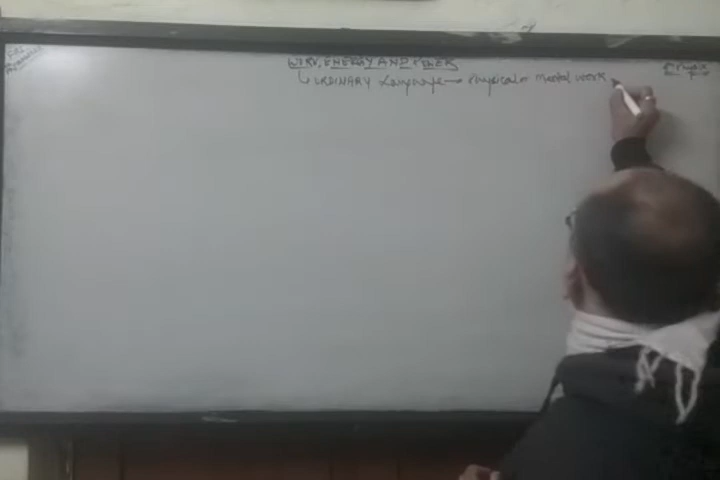 WORK, ENERGY AND POWER
ORDINARY Language → Physical or mental work